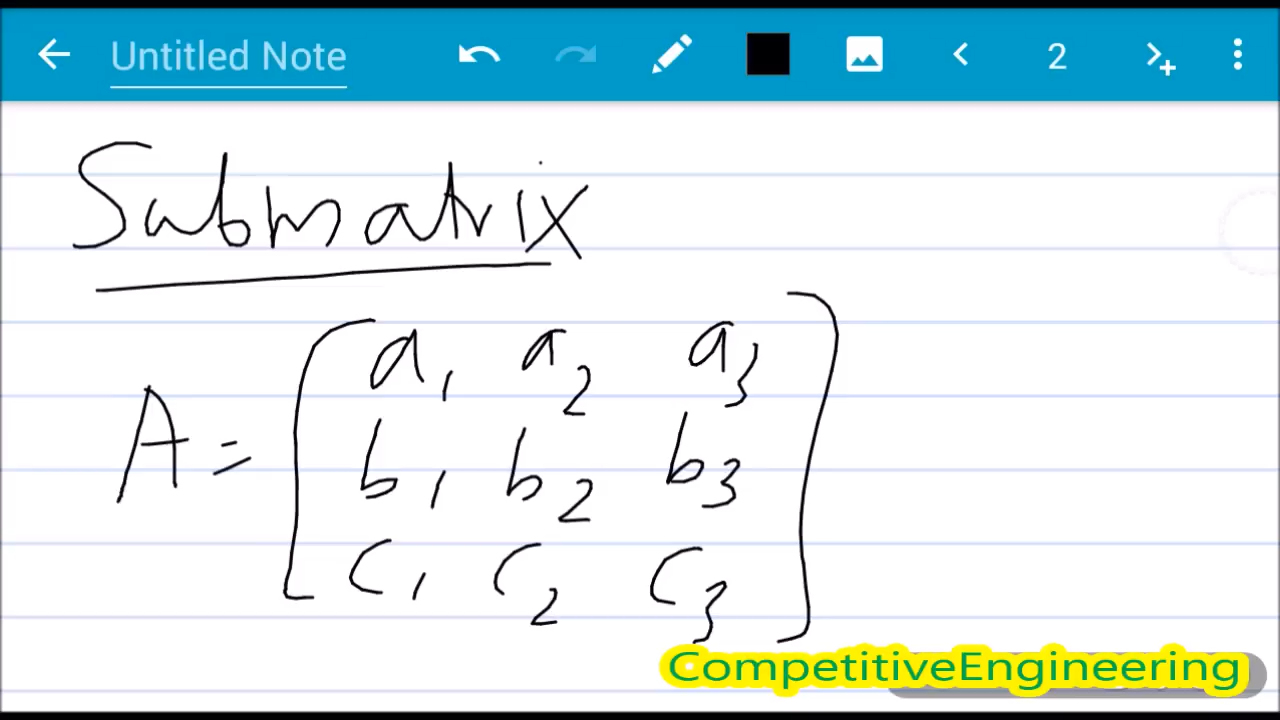 Untitled Note 2
Submatrix
A = [ a1 a2 a3
b1 b2 b3
c1 c2 c3 ]
CompetitiveEngineering